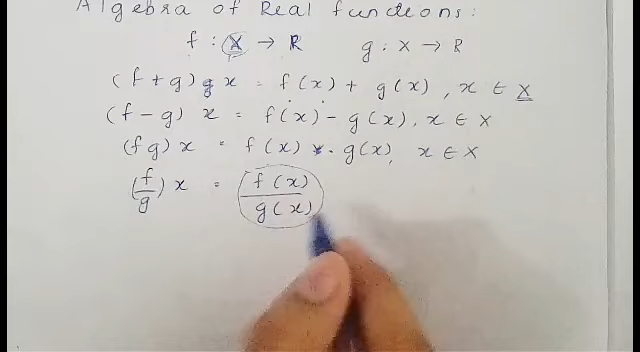 Algebra of Real functions:
f : X → R g : X → R
(f + g) x = f(x) + g(x), x ∈ X
(f - g) x = f(x) - g(x), x ∈ X
(fg) x = f(x) · g(x), x ∈ X
(f/g) x = f(x)/g(x)